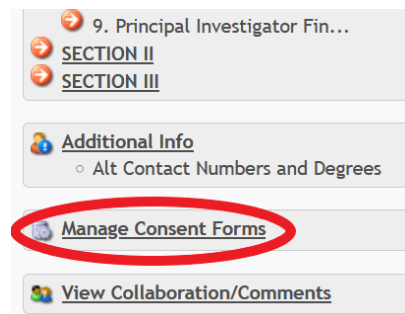 9. Principal Investigator Fin...
SECTION II
SECTION III
Additional Info
○ Alt Contact Numbers and Degrees
Manage Consent Forms
View Collaboration/Comments